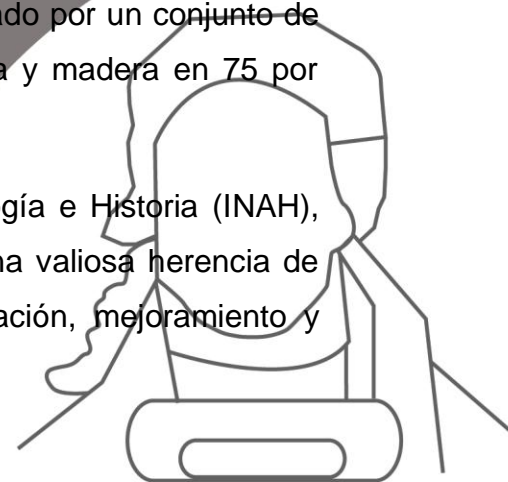 ado por un conjunto de
a y madera en 75 por
gía e Historia (INAH),
na valiosa herencia de
ación, mejoramiento y